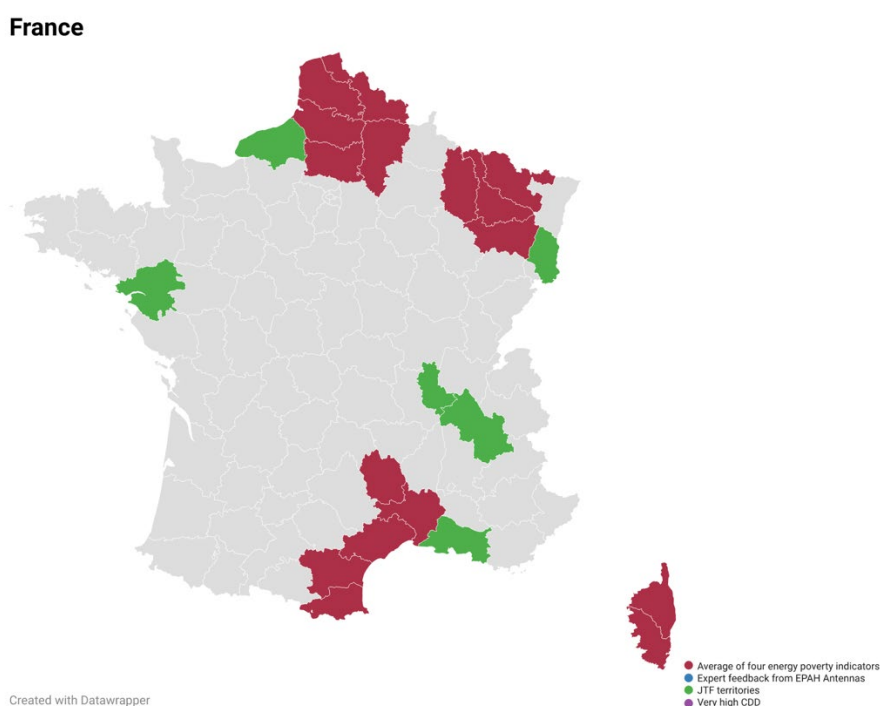 France
Average of four energy poverty indicators
Expert feedback from EPAH Antennas
JTF territories
Very high CDD
Created with Datawrapper